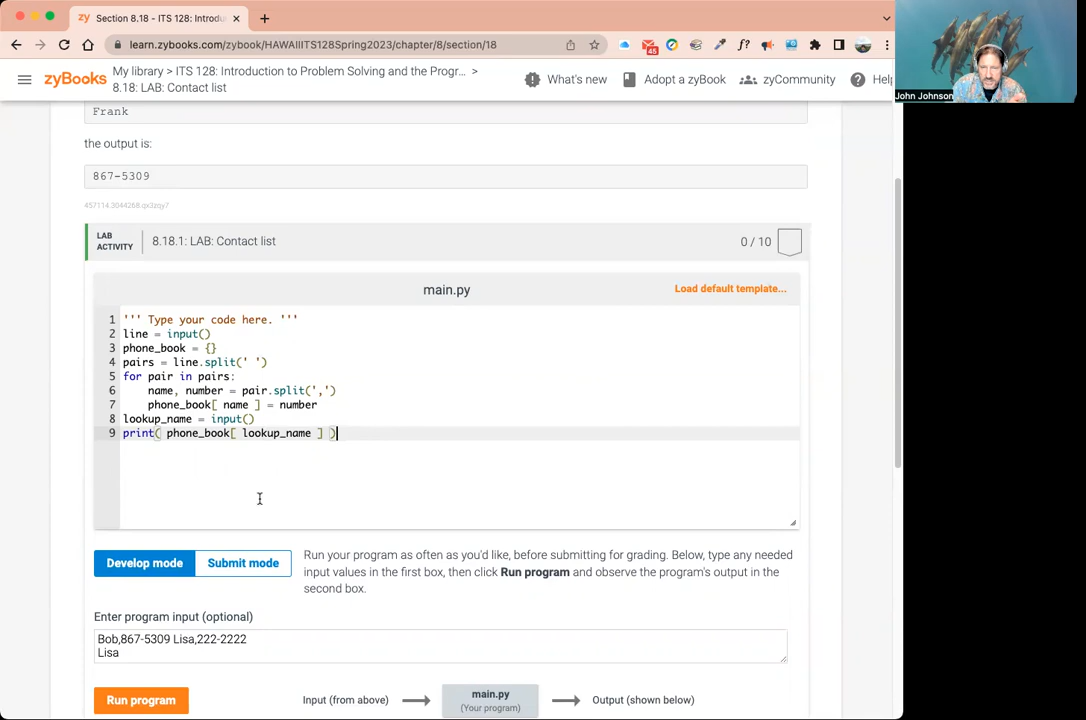 zy Section 8.18 - ITS 128: Introdu
learn.zybooks.com/zybook/HAWAIIITS128Spring2023/chapter/8/section/18
45
f?
zyBooks
My library > ITS 128: Introduction to Problem Solving and the Progr... >
8.18: LAB: Contact list
What's new
Adopt a zyBook
zyCommunity
Help
John Johnson
Frank
the output is:
867-5309
457114.3044268.qx3zqy7
LAB
ACTIVITY
8.18.1: LAB: Contact list
0 / 10
main.py
Load default template...
1 ''' Type your code here. '''
2 line = input()
3 phone_book = {}
4 pairs = line.split(' ')
5 for pair in pairs:
6     name, number = pair.split(',')
7     phone_book[ name ] = number
8 lookup_name = input()
9 print( phone_book[ lookup_name ] )
Develop mode
Submit mode
Run your program as often as you'd like, before submitting for grading. Below, type any needed
input values in the first box, then click Run program and observe the program's output in the
second box.
Enter program input (optional)
Bob,867-5309 Lisa,222-2222
Lisa
Run program
Input (from above)
main.py
(Your program)
Output (shown below)